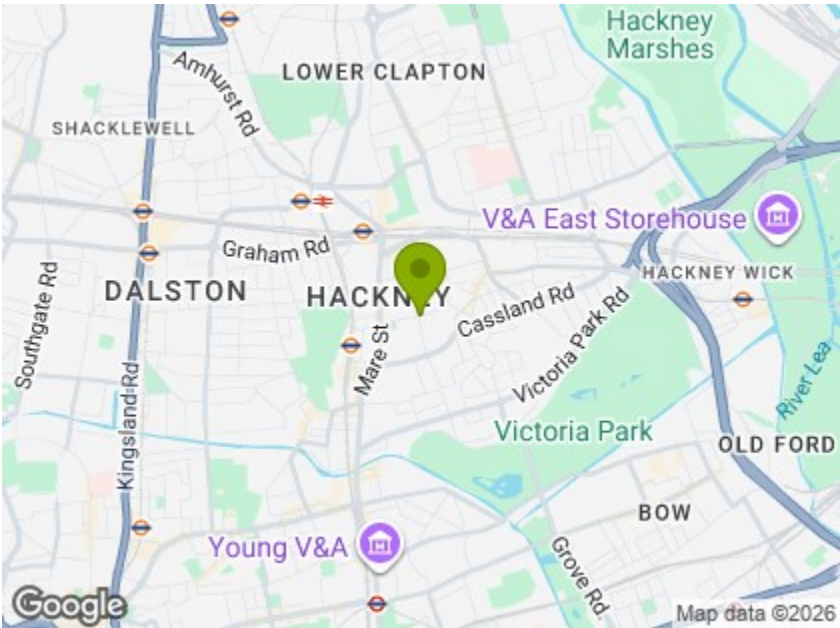 Hackney
Marshes
Amhurst Rd
LOWER CLAPTON
SHACKLEWELL
V&A East Storehouse
Graham Rd
HACKNEY WICK
DALSTON
HACKNEY
Cassland Rd
Southgate Rd
Mare St
Victoria Park Rd
Kingsland Rd
River Lea
Victoria Park
OLD FORD
BOW
Young V&A
Grove Rd.
Google
Map data ©2026